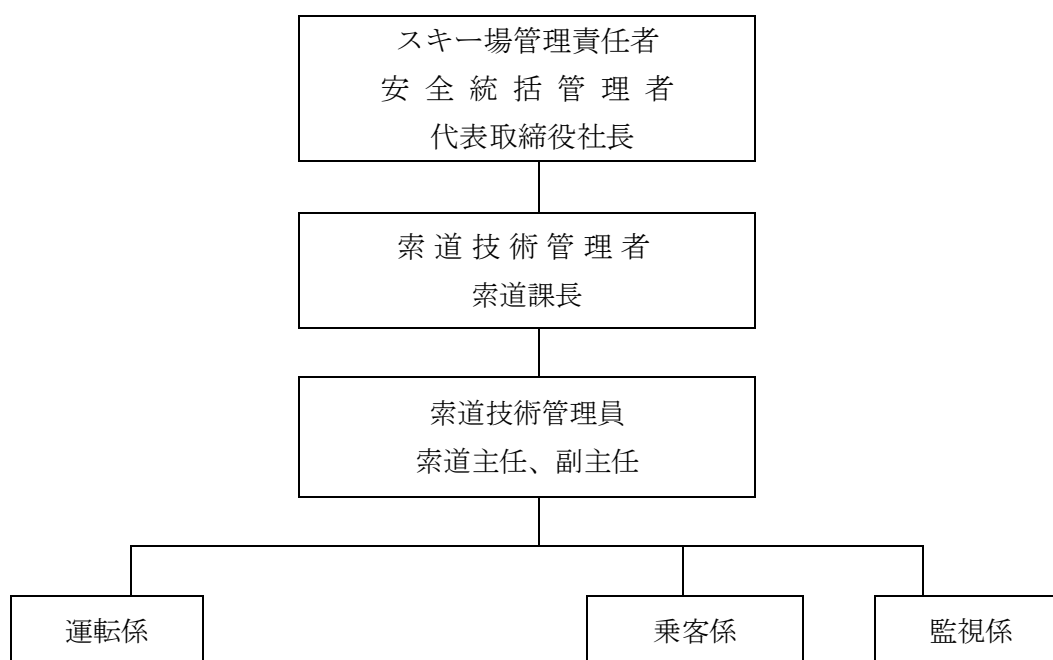 スキー場管理責任者
安全統括管理者
代表取締役社長
索道技術管理者
索道課長
索道技術管理員
索道主任、副主任
運転係
乗客係
監視係